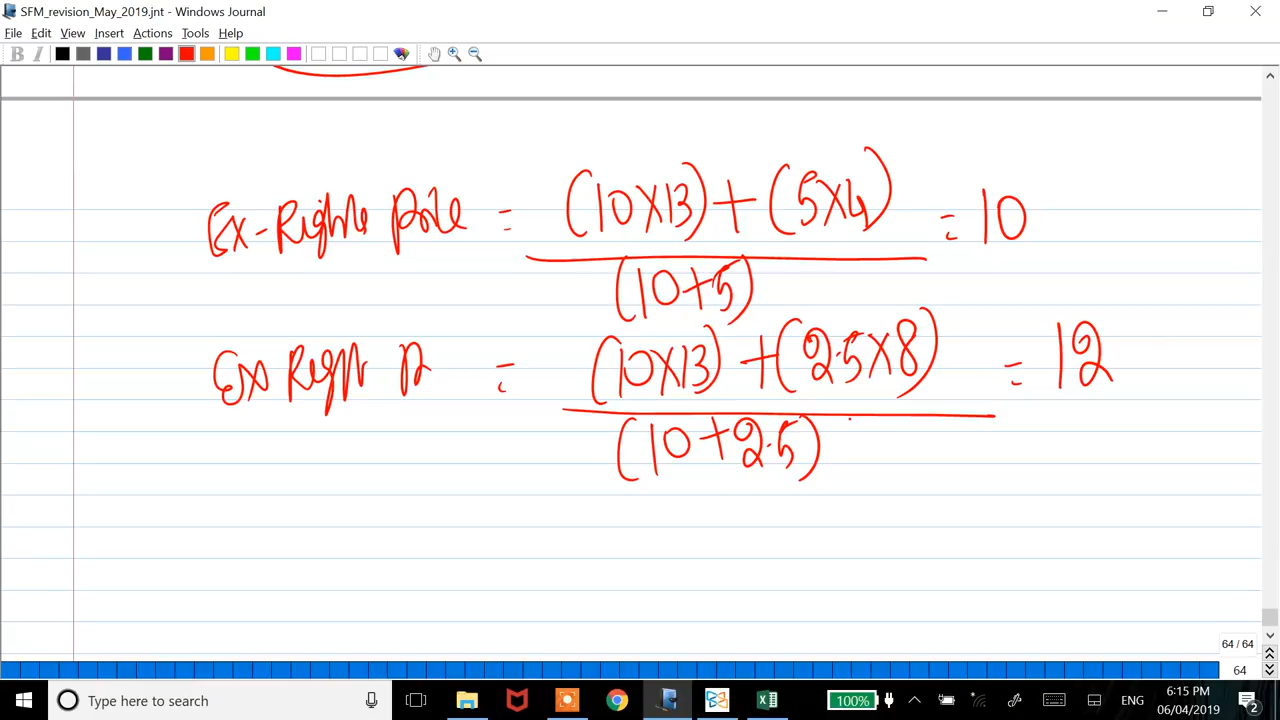 SFM_revision_May_2019.jnt - Windows Journal
File Edit View Insert Actions Tools Help
B I
Ex-Right Price = (10×13)+(5×4) = 10
(10+5)
Ex Right P = (10×13) +(2.5×8) = 12
(10+2.5)
64 / 64
64
Type here to search
100%
ENG
6:15 PM
06/04/2019
2